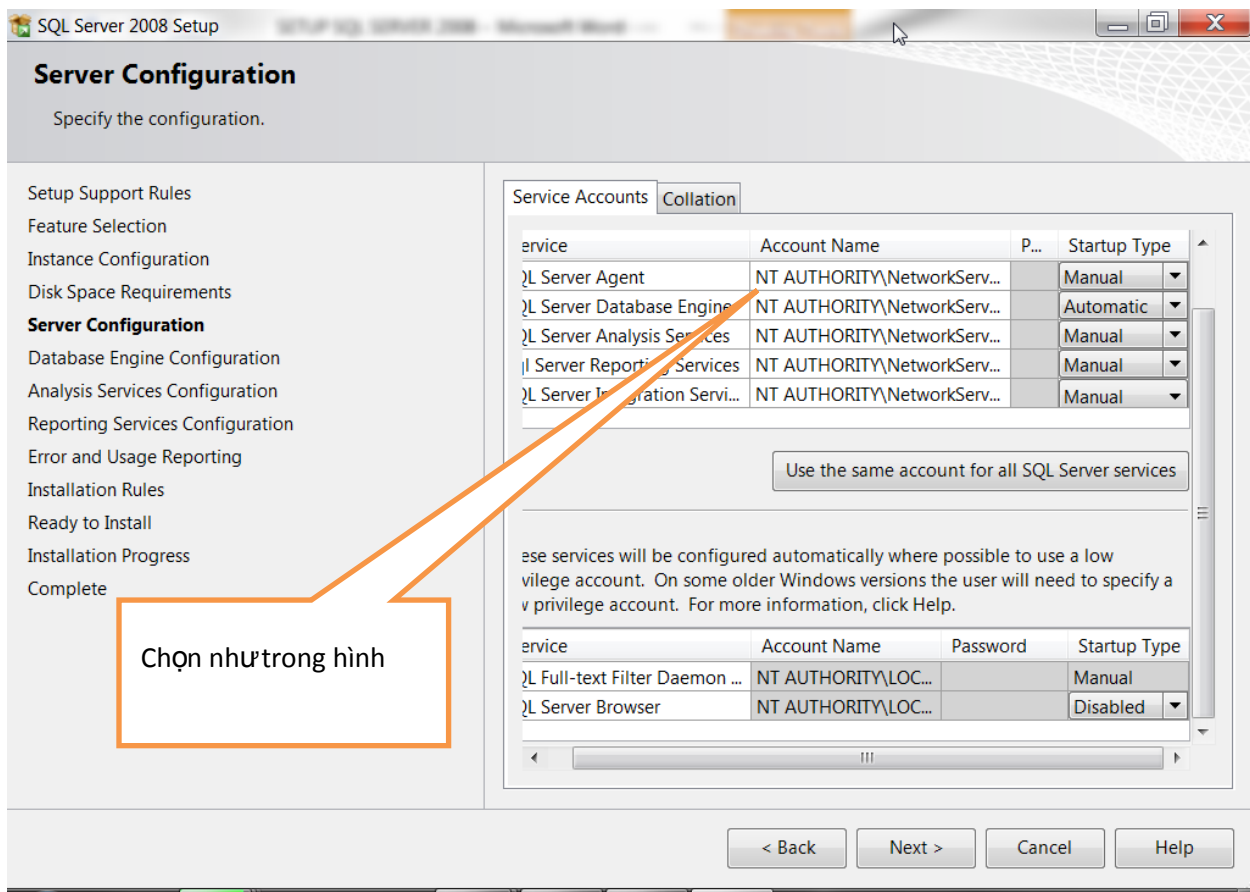 SQL Server 2008 Setup
SETUP SQL SERVER 2008 - Microsoft Word
Server Configuration
Specify the configuration.
Setup Support Rules
Feature Selection
Instance Configuration
Disk Space Requirements
Server Configuration
Database Engine Configuration
Analysis Services Configuration
Reporting Services Configuration
Error and Usage Reporting
Installation Rules
Ready to Install
Installation Progress
Complete
Chọn như trong hình
Service Accounts Collation
ervice Account Name P... Startup Type
QL Server Agent NT AUTHORITY\NetworkServ... Manual
QL Server Database Engine NT AUTHORITY\NetworkServ... Automatic
QL Server Analysis Services NT AUTHORITY\NetworkServ... Manual
ql Server Reporting Services NT AUTHORITY\NetworkServ... Manual
QL Server Integration Servi... NT AUTHORITY\NetworkServ... Manual
Use the same account for all SQL Server services
ese services will be configured automatically where possible to use a low
vilege account. On some older Windows versions the user will need to specify a
w privilege account. For more information, click Help.
ervice Account Name Password Startup Type
QL Full-text Filter Daemon ... NT AUTHORITY\LOC... Manual
QL Server Browser NT AUTHORITY\LOC... Disabled
< Back Next > Cancel Help